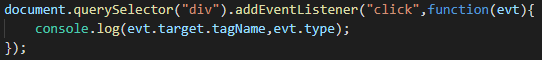 document.querySelector("div").addEventListener("click",function(evt){
    console.log(evt.target.tagName,evt.type);
});